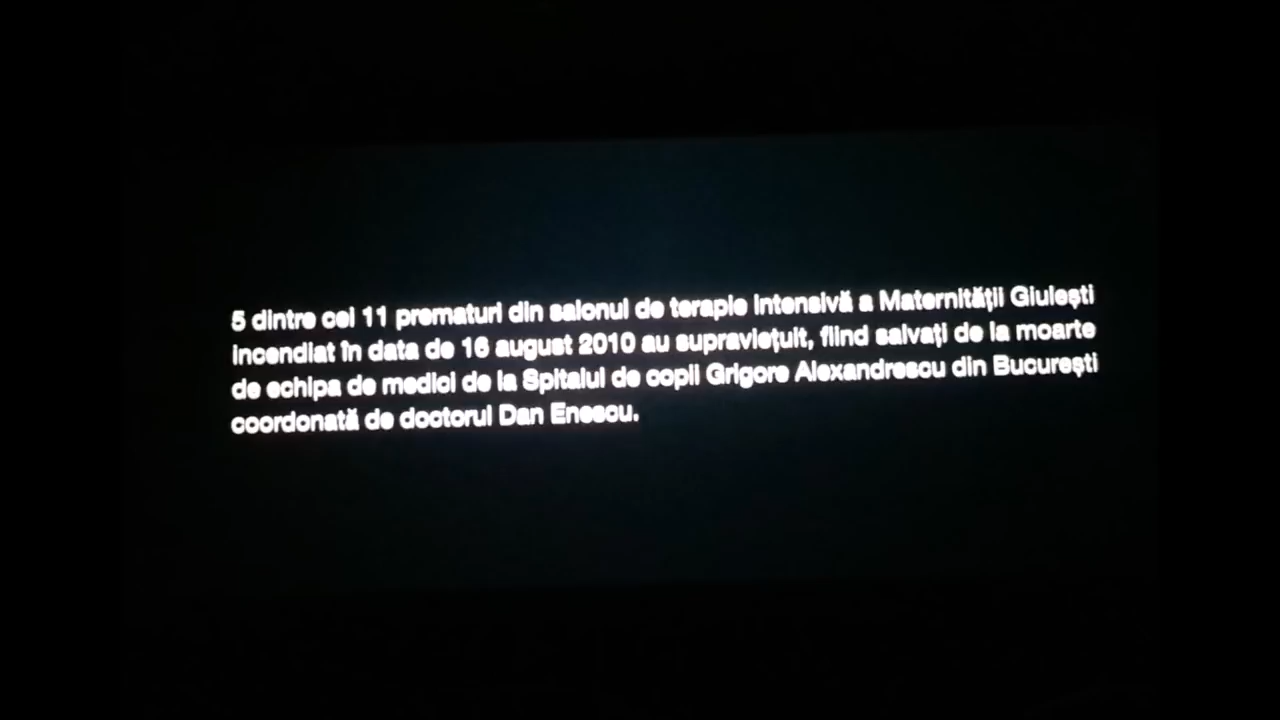 5 dintre cei 11 prematuri din salonul de terapie intensivă a Maternității Giulești
incendiat în data de 16 august 2010 au supraviețuit, fiind salvați de la moarte
de echipa de medici de la Spitalul de copii Grigore Alexandrescu din București
coordonată de doctorul Dan Enescu.